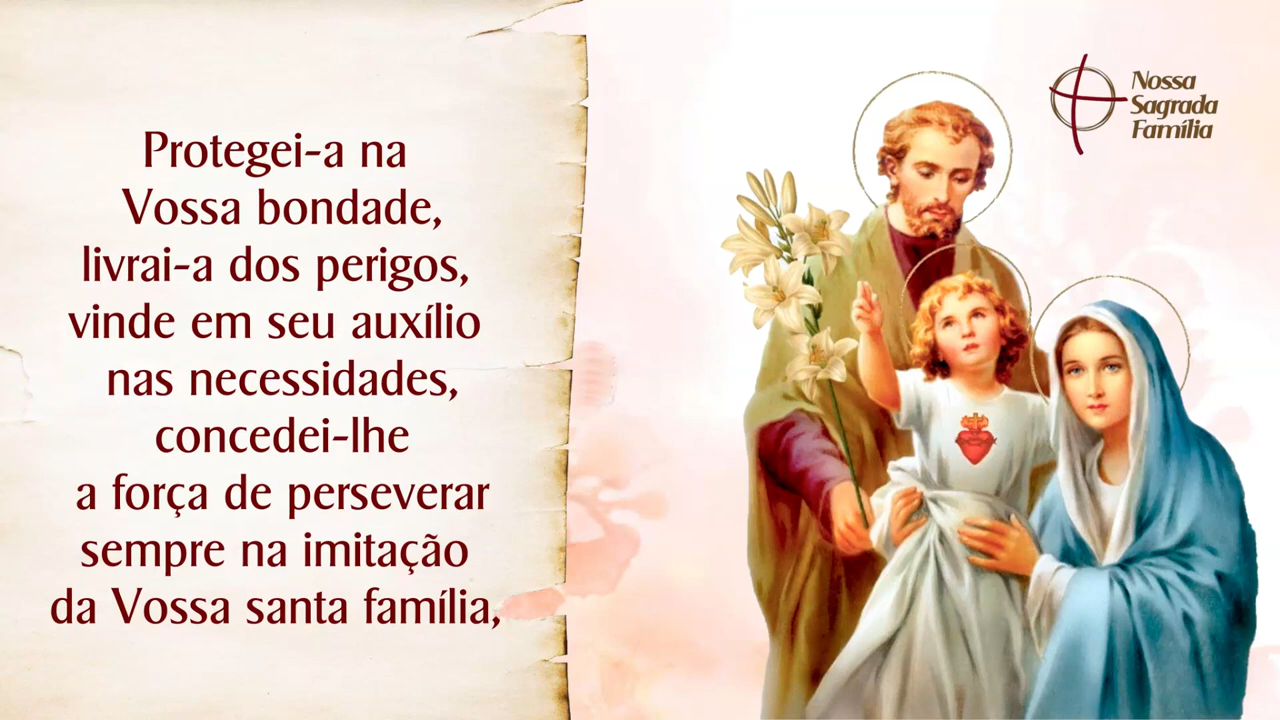 Protegei-a na
Vossa bondade,
livrai-a dos perigos,
vinde em seu auxílio
nas necessidades,
concedei-lhe
a força de perseverar
sempre na imitação
da Vossa santa família,
Nossa
Sagrada
Família